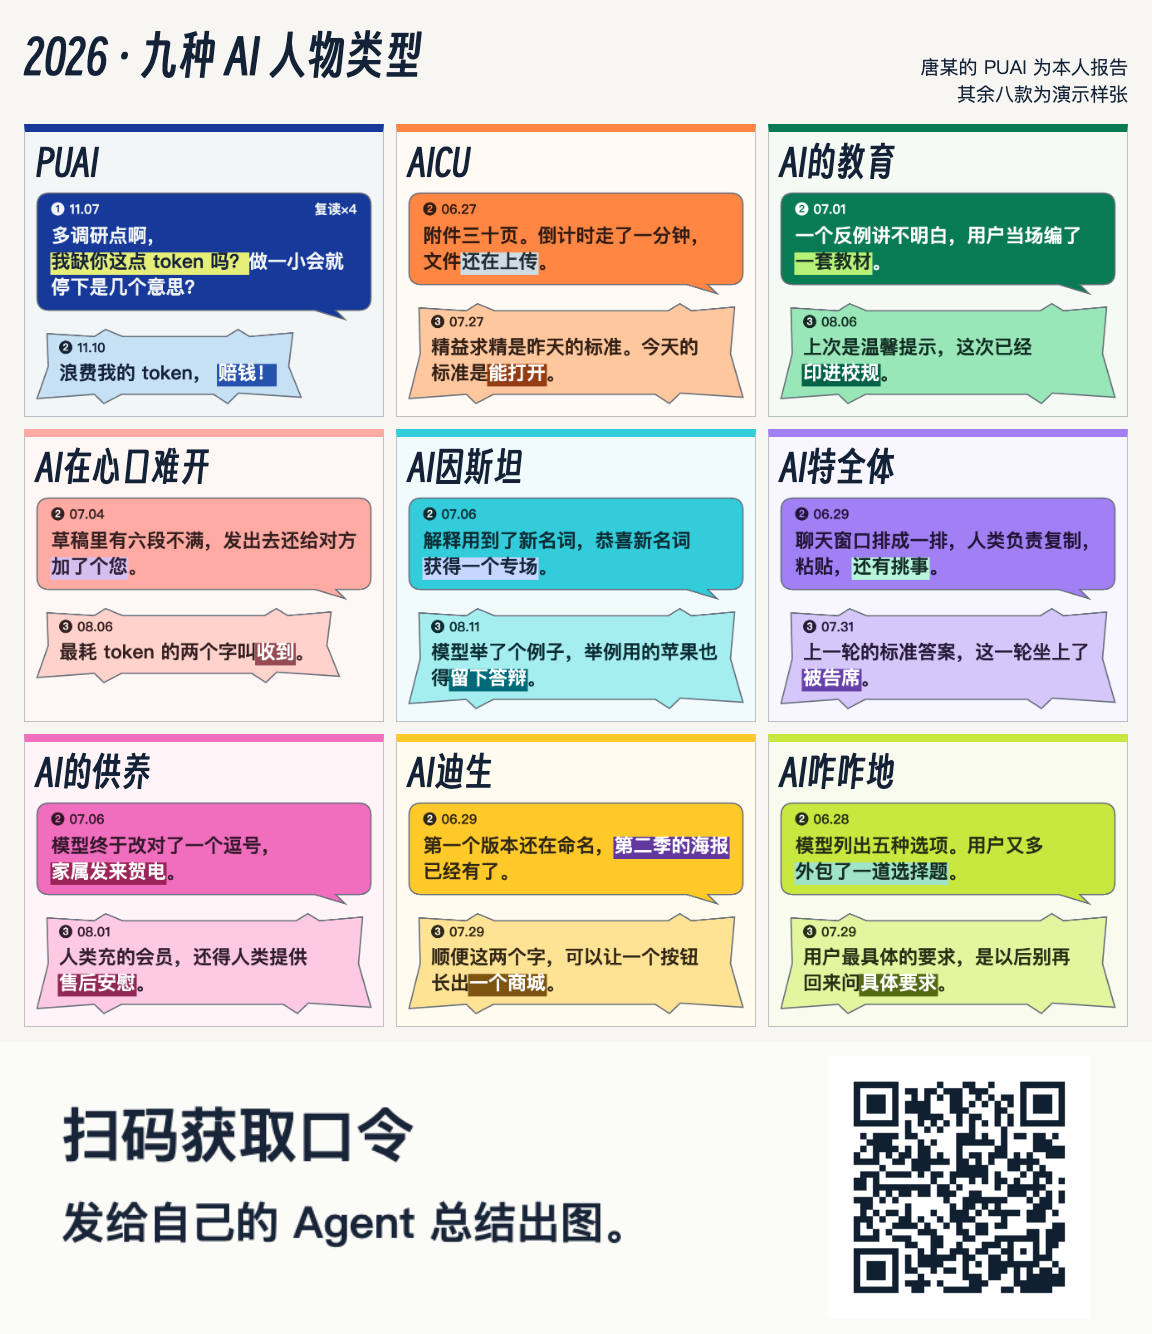 2026 · 九种 AI 人物类型
唐某的 PUAI 为本人报告
其余八款为演示样张
PUAI
1 11.07 复读×4
多调研点啊，
我缺你这点 token 吗？做一小会就
停下是几个意思？
2 11.10
浪费我的 token， 赔钱！
AICU
2 06.27
附件三十页。倒计时走了一分钟，
文件还在上传。
3 07.27
精益求精是昨天的标准。今天的
标准是能打开。
AI的教育
2 07.01
一个反例讲不明白，用户当场编了
一套教材。
3 08.06
上次是温馨提示，这次已经
印进校规。
AI在心口难开
2 07.04
草稿里有六段不满，发出去还给对方
加了个您。
3 08.06
最耗 token 的两个字叫收到。
AI因斯坦
2 07.06
解释用到了新名词，恭喜新名词
获得一个专场。
3 08.11
模型举了个例子，举例用的苹果也
得留下答辩。
AI特全体
2 06.29
聊天窗口排成一排，人类负责复制，
粘贴，还有挑事。
3 07.31
上一轮的标准答案，这一轮坐上了
被告席。
AI的供养
2 07.06
模型终于改对了一个逗号，
家属发来贺电。
3 08.01
人类充的会员，还得人类提供
售后安慰。
AI迪生
2 06.29
第一个版本还在命名，第二季的海报
已经有了。
3 07.29
顺便这两个字，可以让一个按钮
长出一个商城。
AI咋咋地
2 06.28
模型列出五种选项。用户又多
外包了一道选择题。
3 07.29
用户最具体的要求，是以后别再
回来问具体要求。
扫码获取口令
发给自己的 Agent 总结出图。